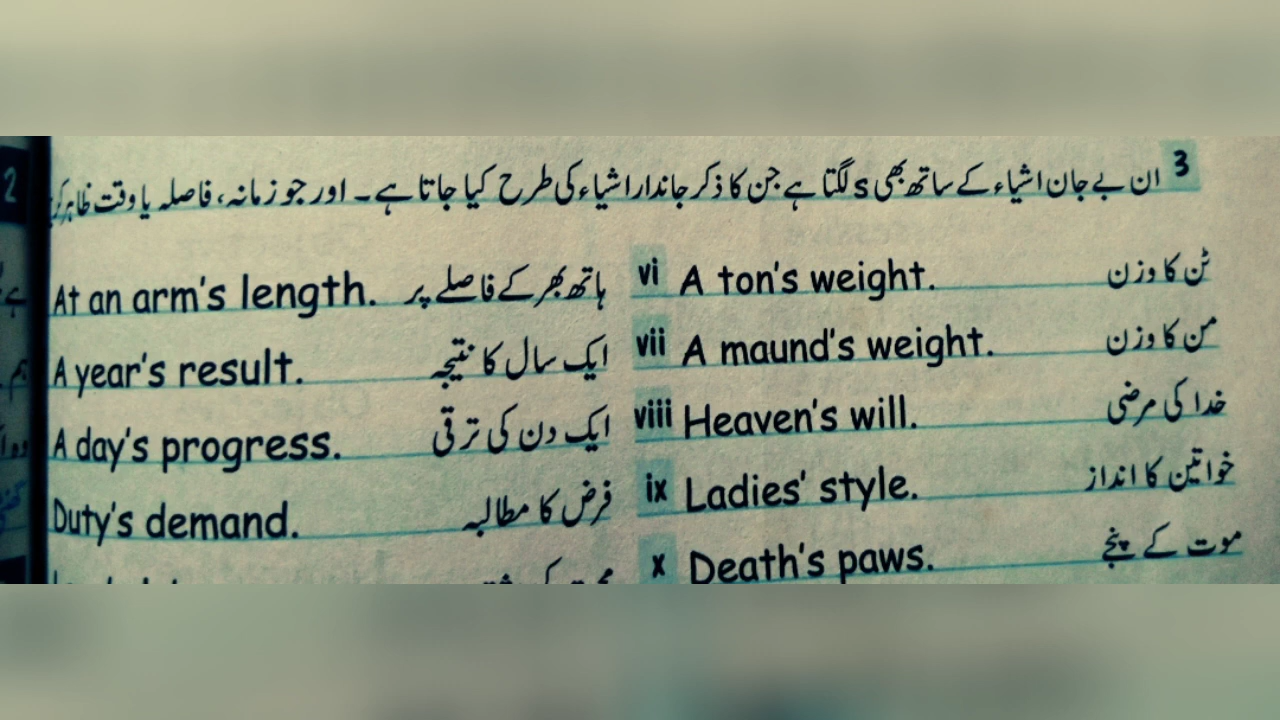 3 ان بے جان اشیاء کے ساتھ بھی s لگتا ہے جن کا ذکر جاندار اشیاء کی طرح کیا جاتا ہے۔ اور جو زمانہ، فاصلہ یا وقت ظاہر
At an arm's length. ہاتھ بھر کے فاصلے پر
A year's result. ایک سال کا نتیجہ
A day's progress. ایک دن کی ترقی
Duty's demand. فرض کا مطالبہ
vi A ton's weight. ٹن کا وزن
vii A maund's weight. من کا وزن
viii Heaven's will. خدا کی مرضی
ix Ladies' style. خواتین کا انداز
x Death's paws. موت کے پنجے
2